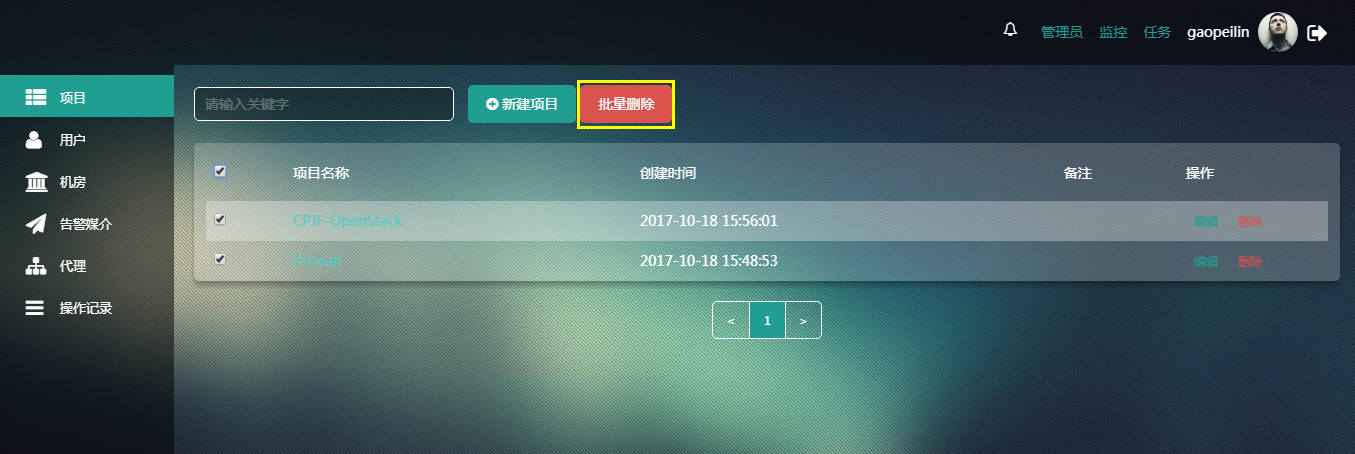 管理员 监控 任务 gaopeilin
项目
用户
机房
告警媒介
代理
操作记录
请输入关键字 新建项目 批量删除
项目名称 创建时间 备注 操作
CPJF-OpenStack 2017-10-18 15:56:01 编辑 删除
Default 2017-10-18 15:48:53 编辑 删除
< 1 >